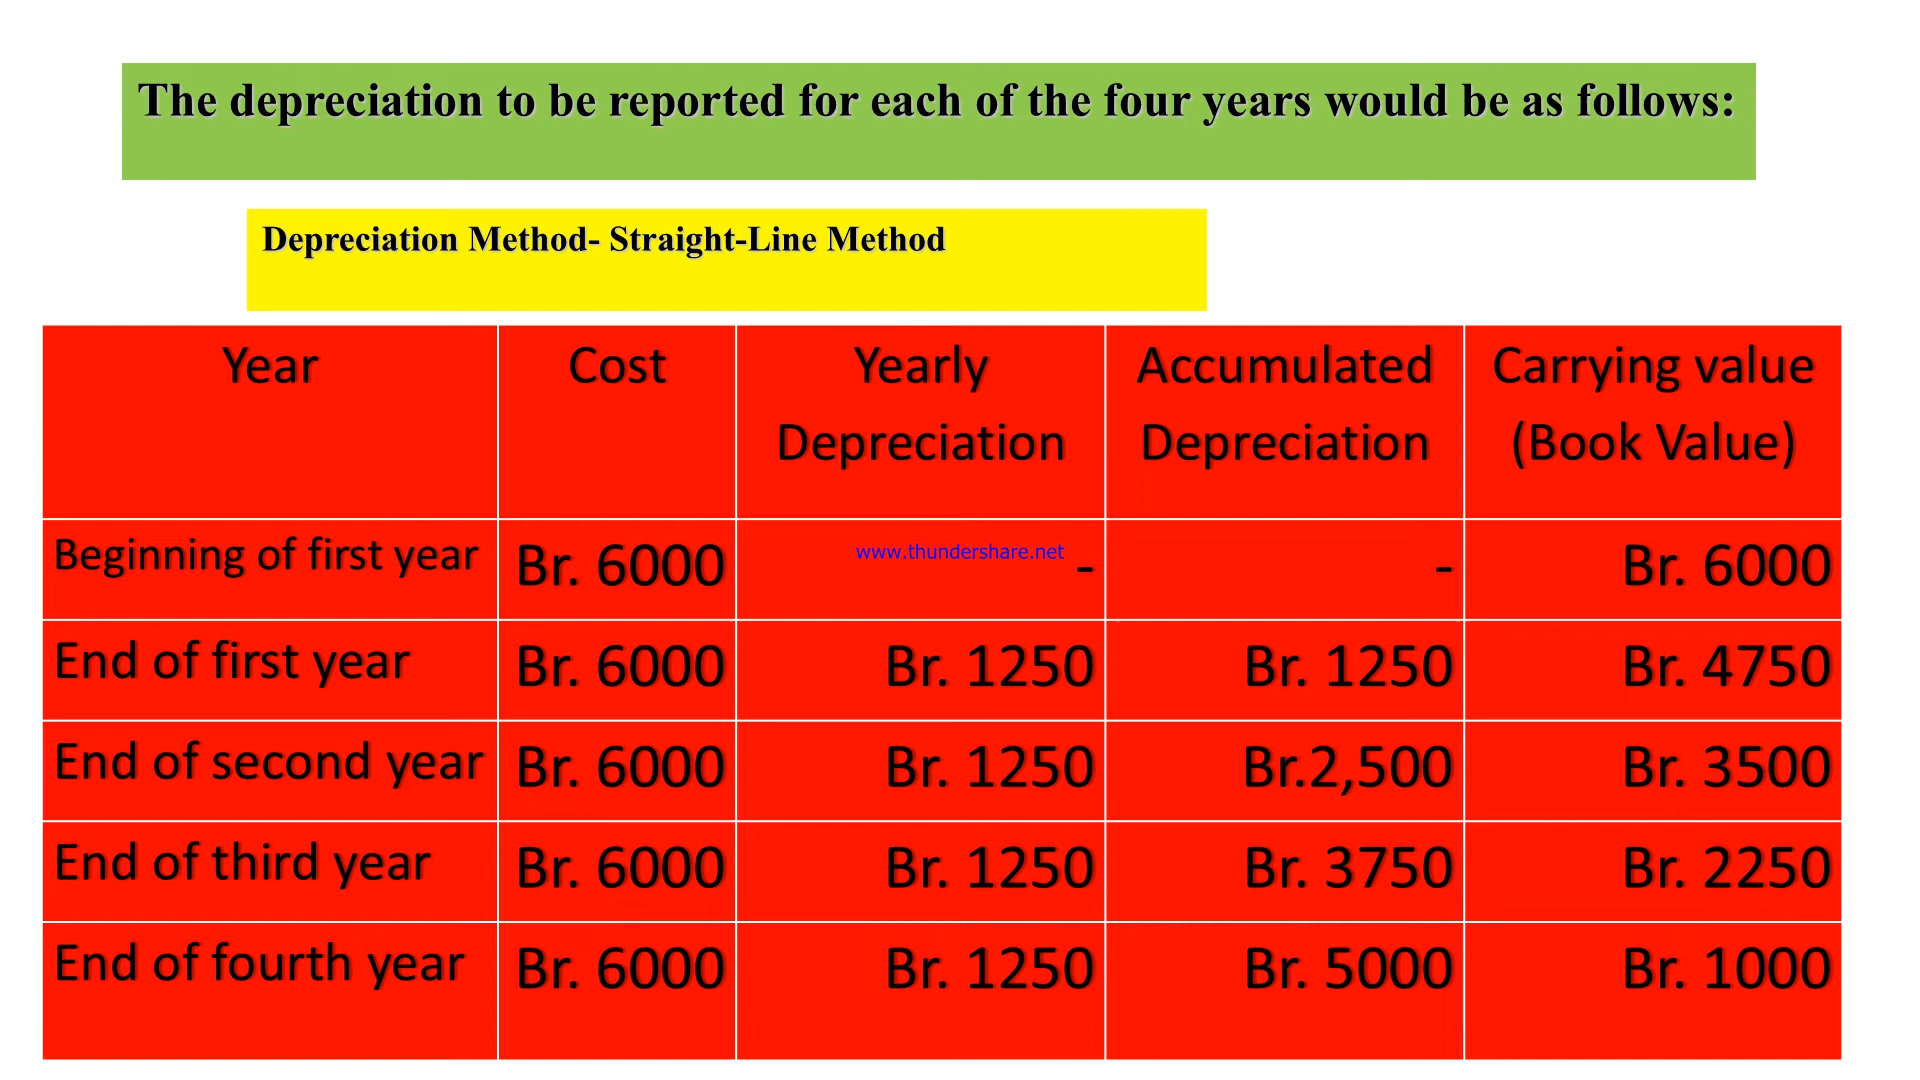 The depreciation to be reported for each of the four years would be as follows:
Depreciation Method- Straight-Line Method
Year Cost Yearly Depreciation Accumulated Depreciation Carrying value (Book Value)
Beginning of first year Br. 6000 - - Br. 6000
www.thundershare.net
End of first year Br. 6000 Br. 1250 Br. 1250 Br. 4750
End of second year Br. 6000 Br. 1250 Br.2,500 Br. 3500
End of third year Br. 6000 Br. 1250 Br. 3750 Br. 2250
End of fourth year Br. 6000 Br. 1250 Br. 5000 Br. 1000